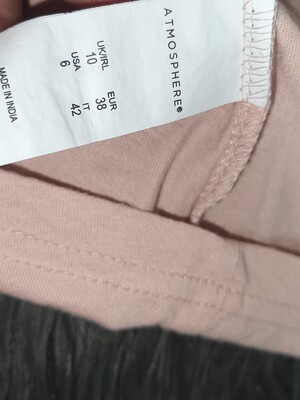 ATMOSPHERE®
UK/IRL EUR
10 38
USA IT
6 42
MADE IN INDIA